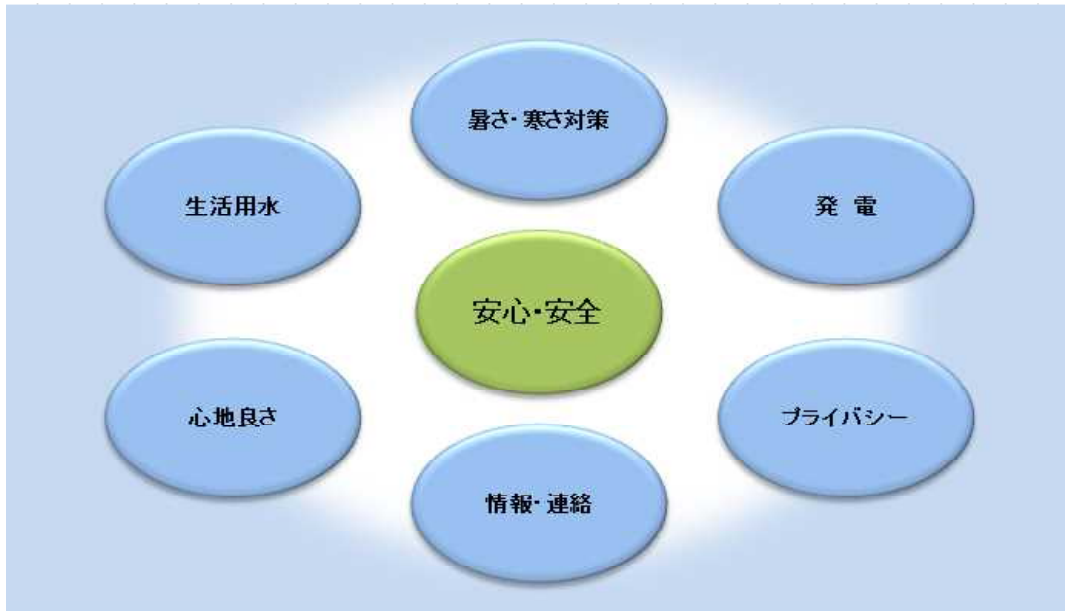 暑さ・寒さ対策
生活用水
発 電
安心・安全
心地良さ
プライバシー
情報・連絡